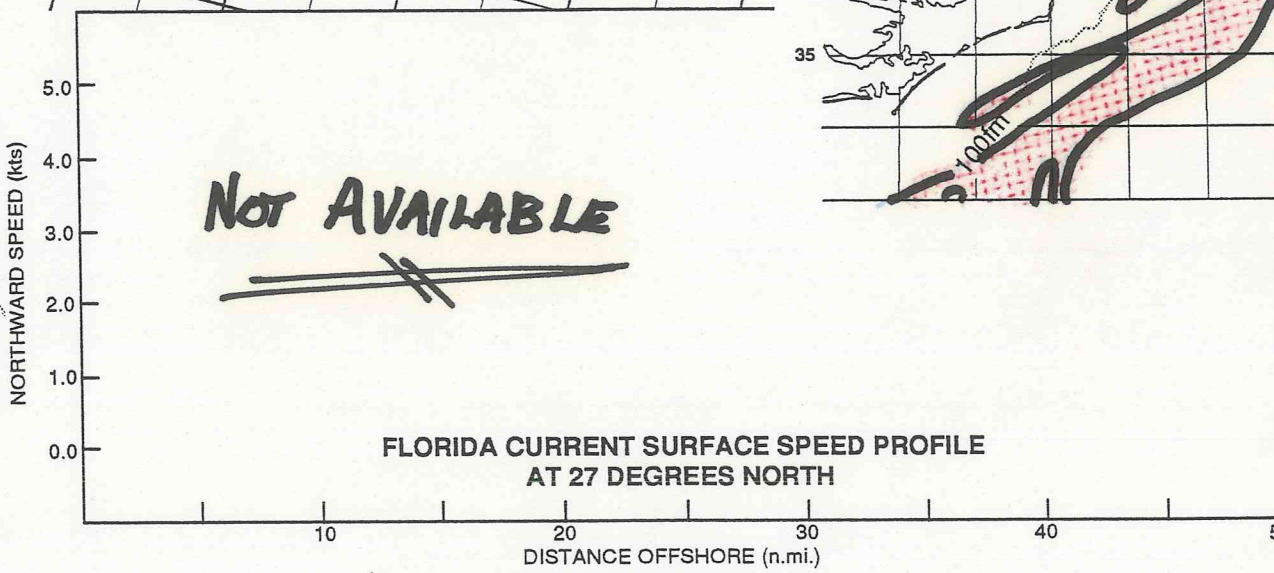 35
100fm
NORTHWARD SPEED (kts)
5.0
4.0
3.0
2.0
1.0
0.0
NOT AVAILABLE
FLORIDA CURRENT SURFACE SPEED PROFILE
AT 27 DEGREES NORTH
10
20
30
40
DISTANCE OFFSHORE (n.mi.)